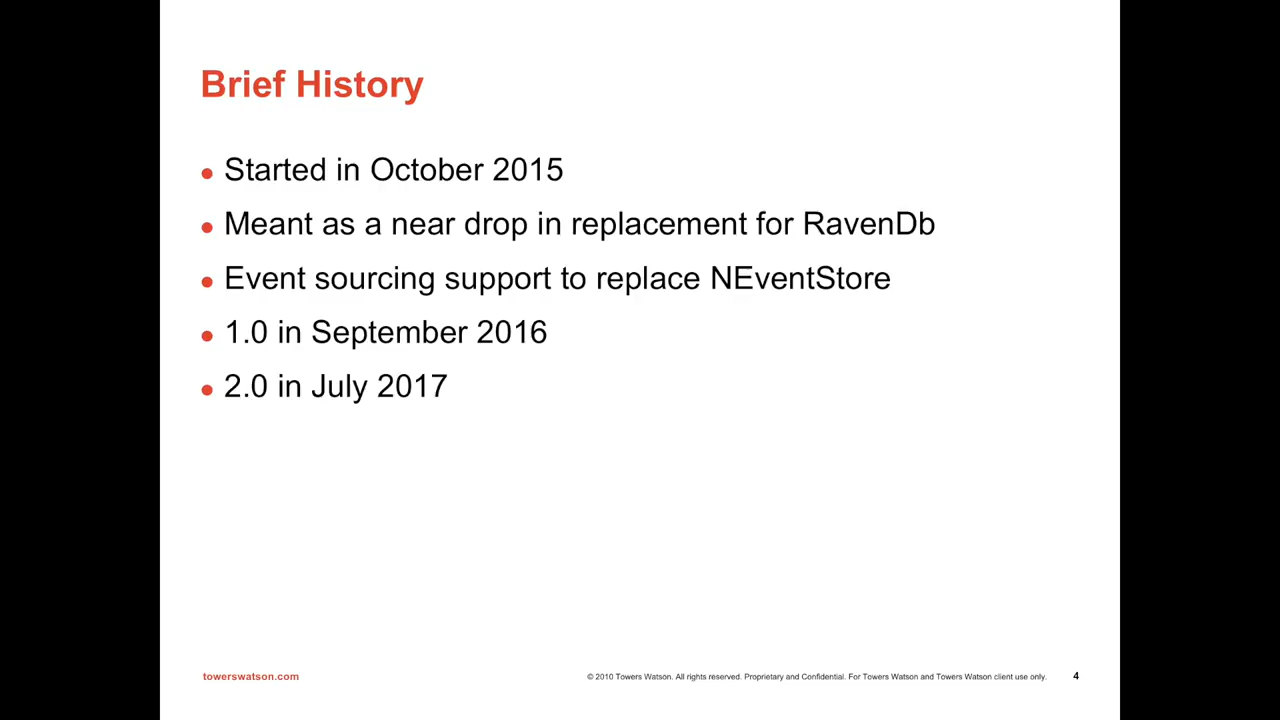 Brief History
• Started in October 2015
• Meant as a near drop in replacement for RavenDb
• Event sourcing support to replace NEventStore
• 1.0 in September 2016
• 2.0 in July 2017
towerswatson.com
© 2010 Towers Watson. All rights reserved. Proprietary and Confidential. For Towers Watson and Towers Watson client use only.
4